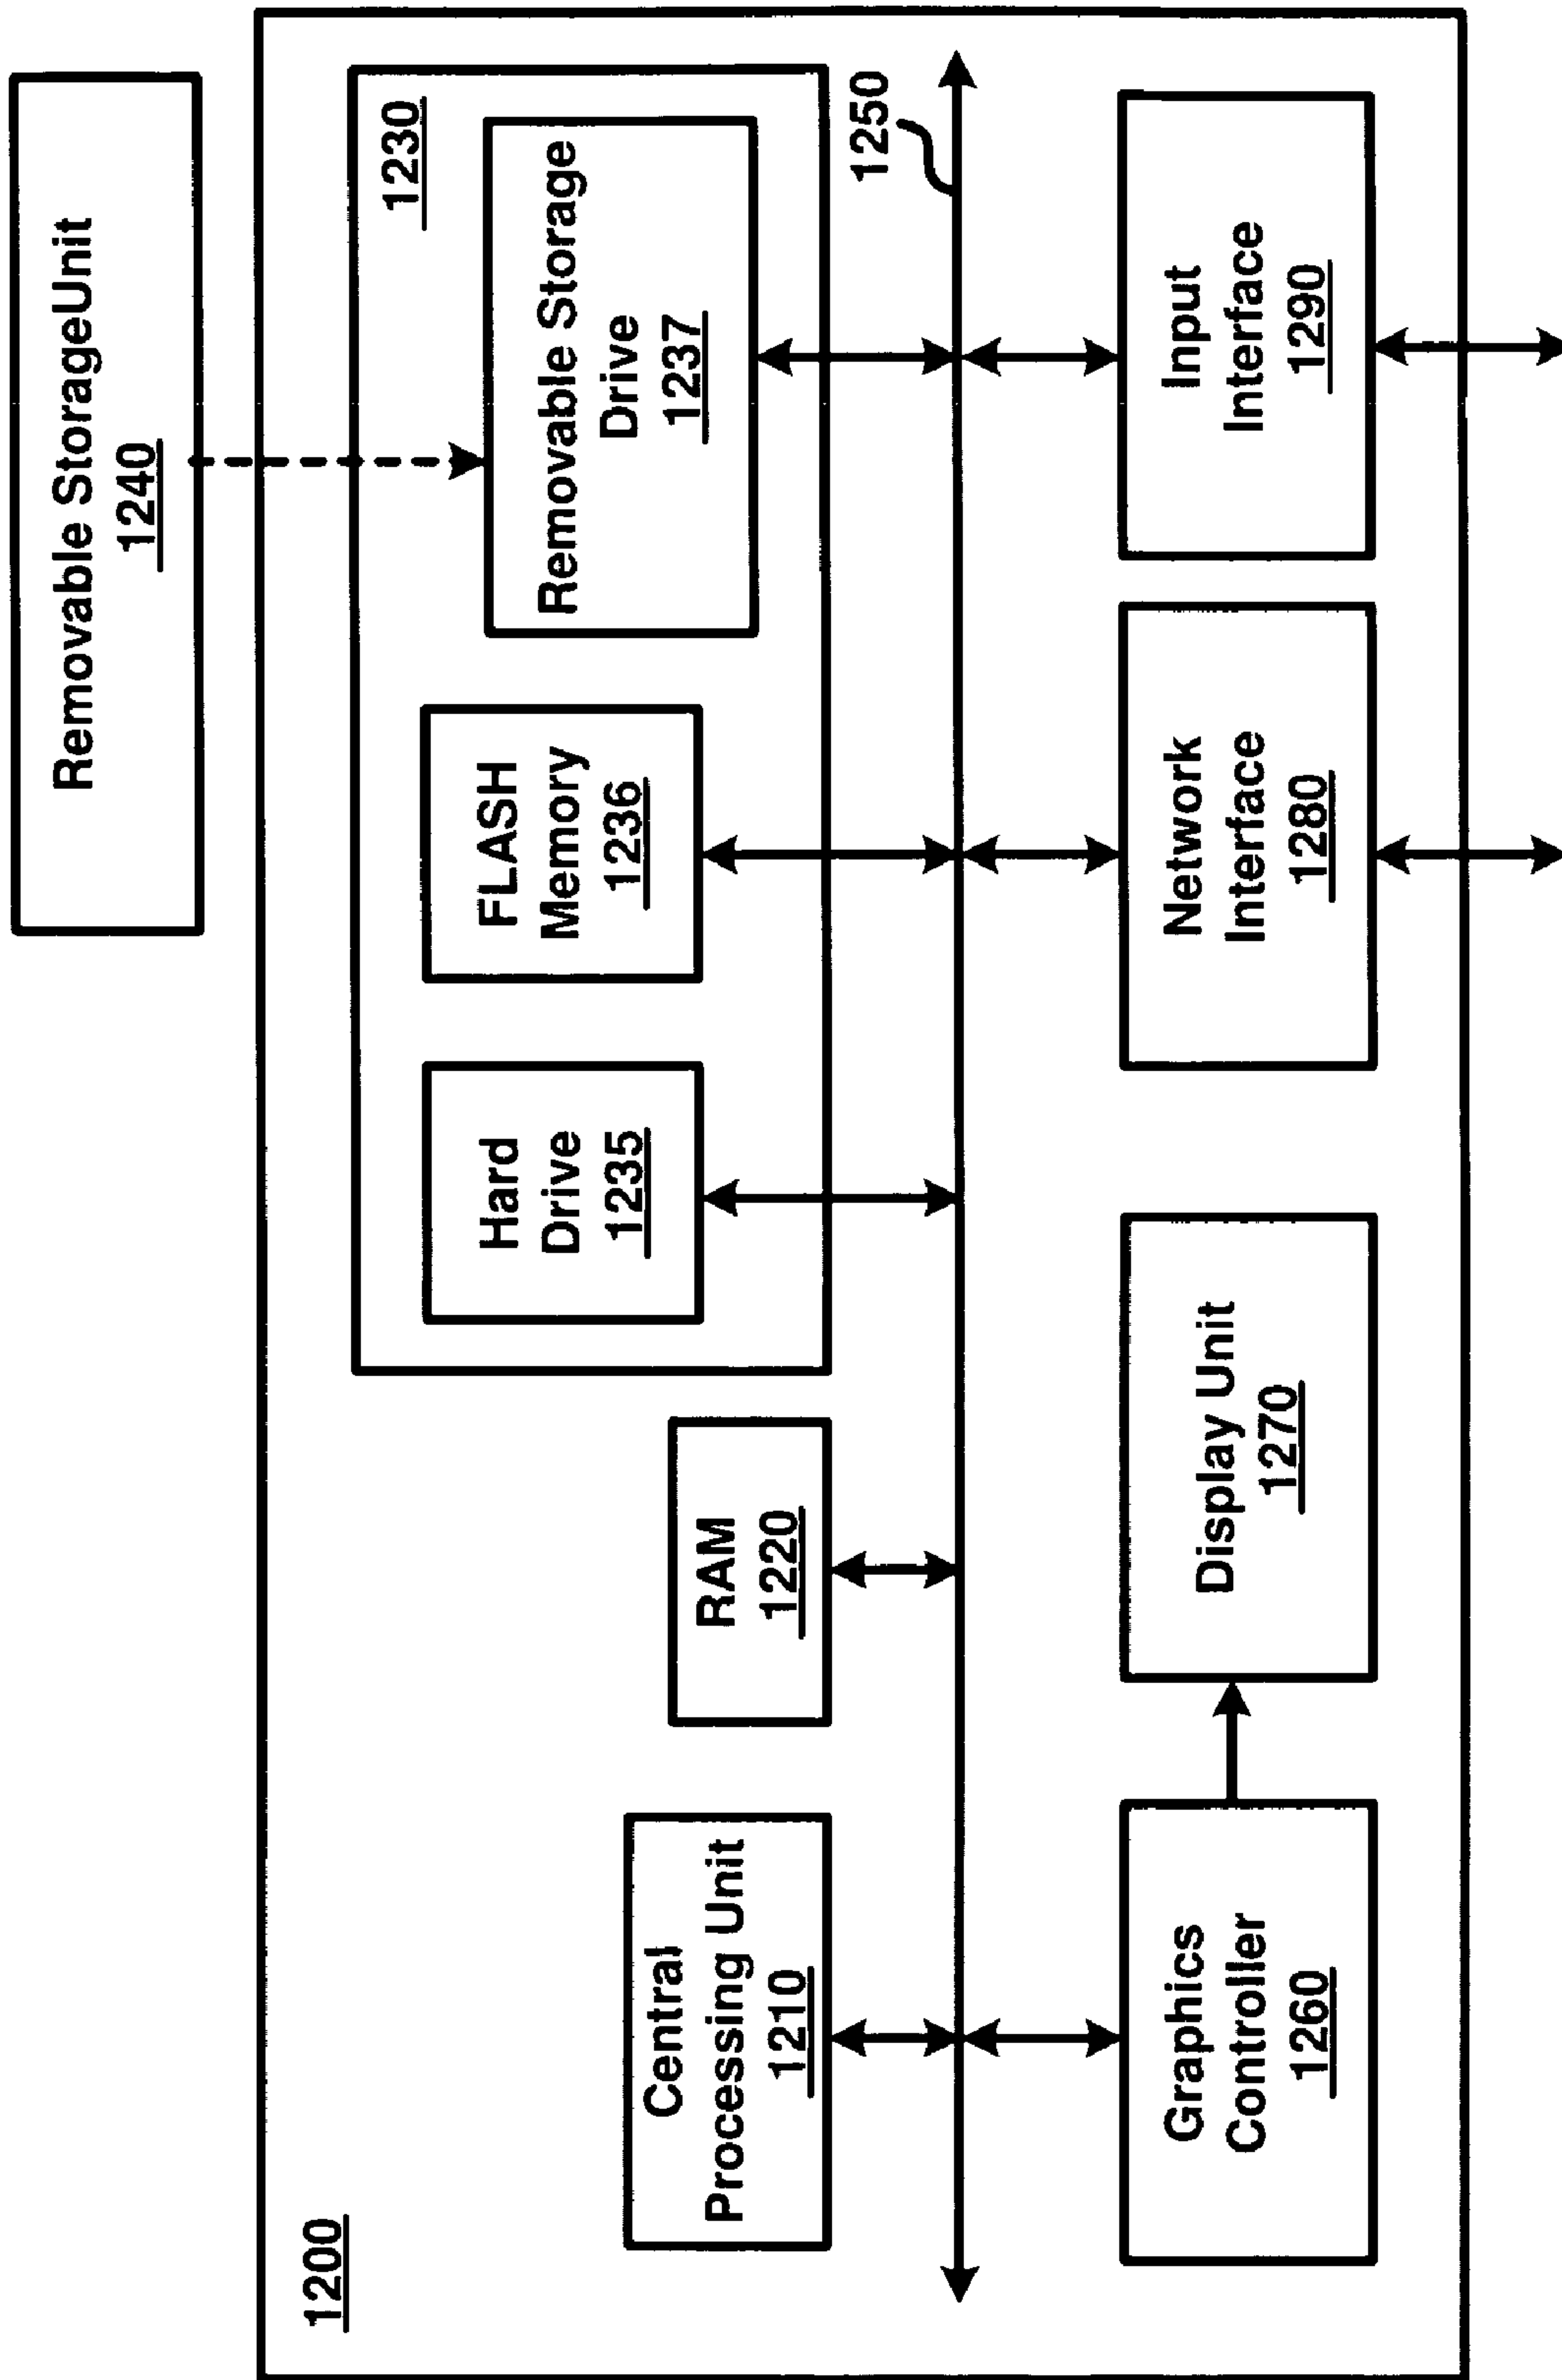 Removable StorageUnit
1240
1200
1230
Hard
Drive
1235
FLASH
Memory
1236
Removable Storage
Drive
1237
Central
Processing Unit
1210
RAM
1220
1250
Graphics
Controller
1260
Display Unit
1270
Network
Interface
1280
Input
Interface
1290